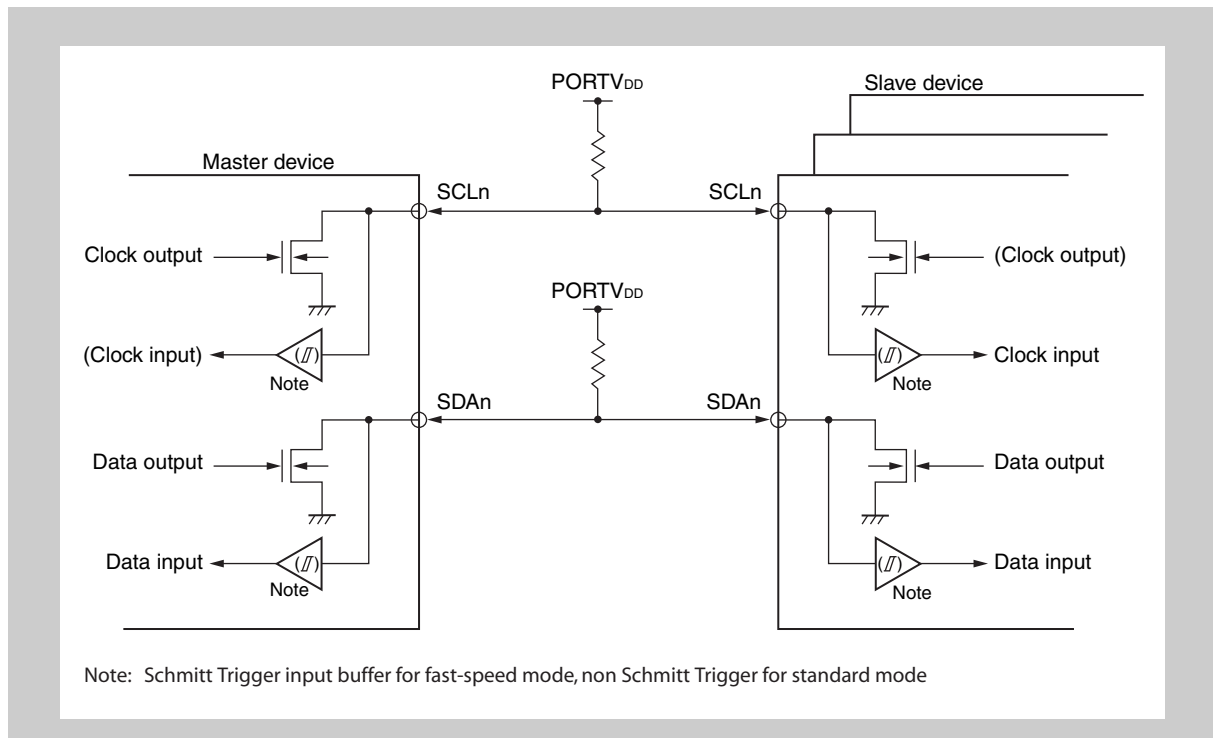 PORTVDD
Slave device
Master device
SCLn
SCLn
Clock output
(Clock output)
PORTVDD
(Clock input)
Note
Clock input
Note
SDAn
SDAn
Data output
Data output
Data input
Note
Data input
Note
Note: Schmitt Trigger input buffer for fast-speed mode, non Schmitt Trigger for standard mode